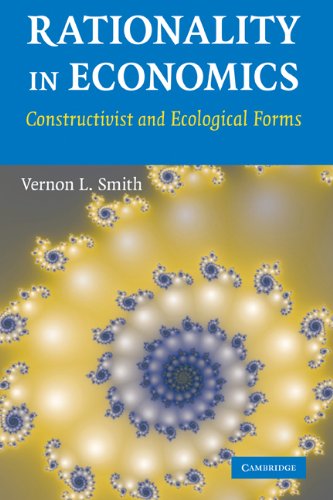 RATIONALITY
IN ECONOMICS
Constructivist and Ecological Forms
Vernon L. Smith
CAMBRIDGE